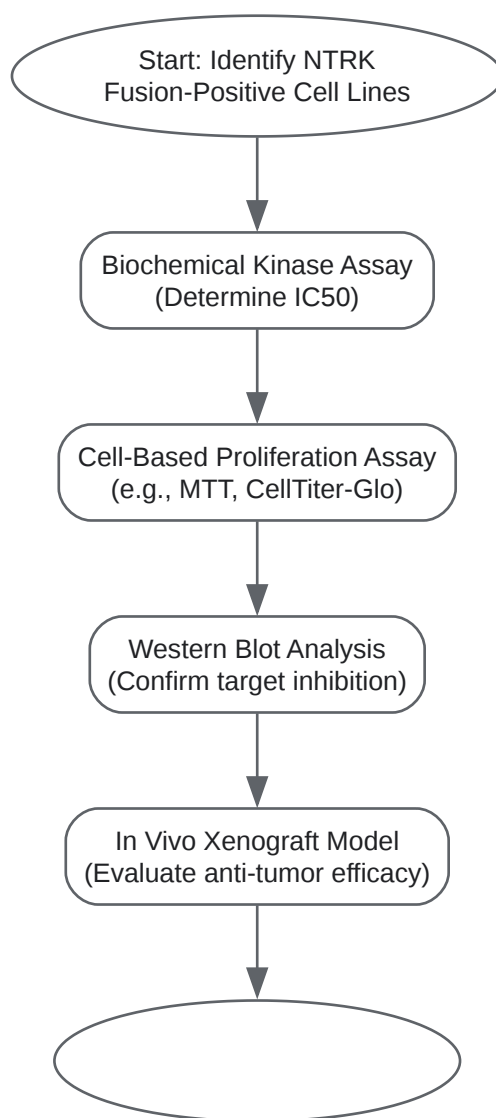 Start: Identify NTRK
Fusion-Positive Cell Lines
Biochemical Kinase Assay
(Determine IC50)
Cell-Based Proliferation Assay
(e.g., MTT, CellTiter-Glo)
Western Blot Analysis
(Confirm target inhibition)
In Vivo Xenograft Model
(Evaluate anti-tumor efficacy)